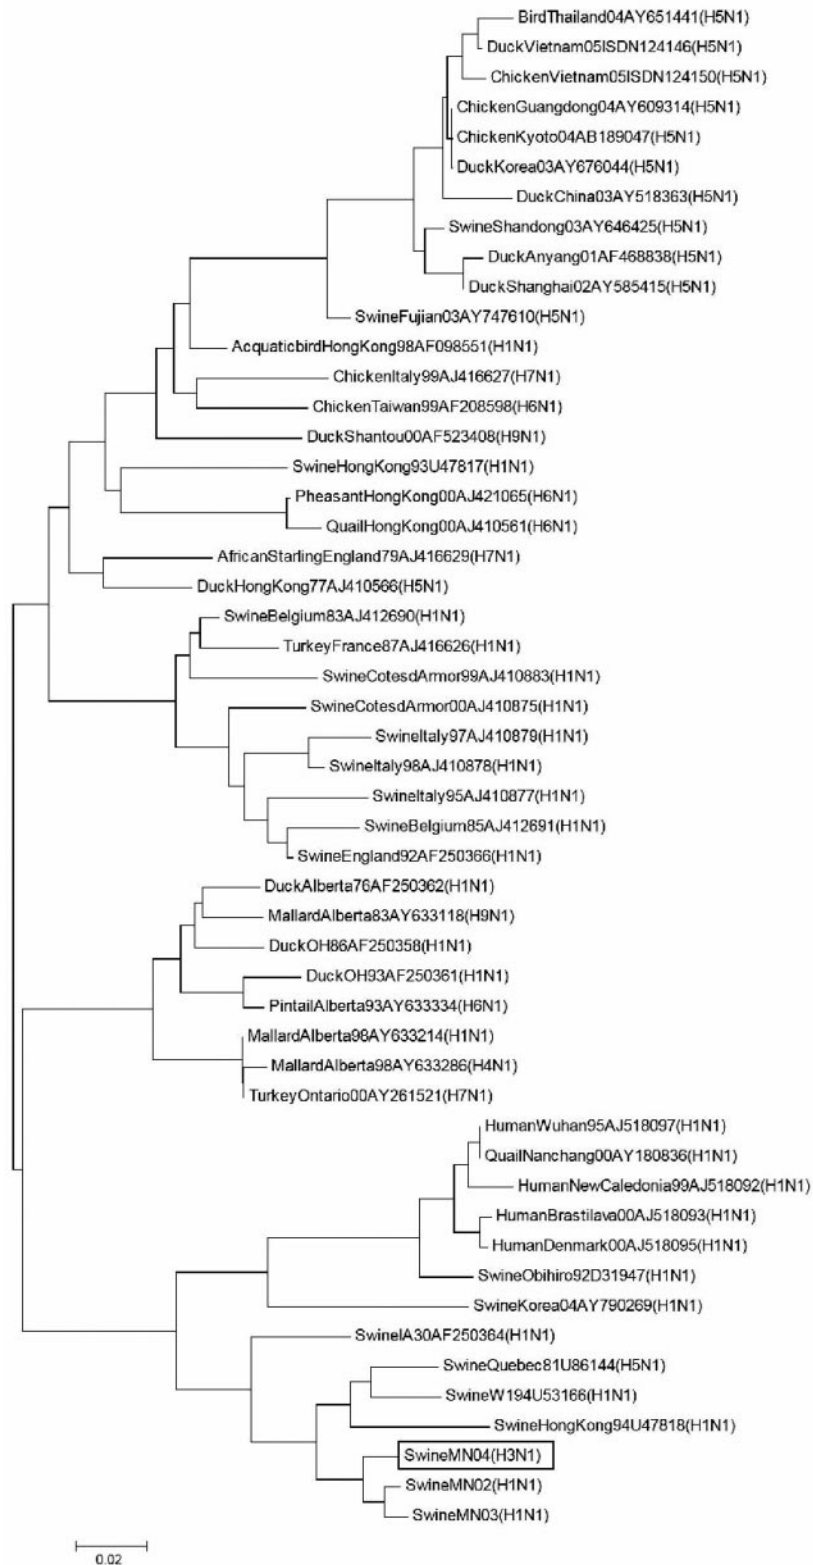 BirdThailand04AY651441(H5N1)
DuckVietnam05ISDN124146(H5N1)
ChickenVietnam05ISDN124150(H5N1)
ChickenGuangdong04AY609314(H5N1)
ChickenKyoto04AB189047(H5N1)
DuckKorea03AY676044(H5N1)
DuckChina03AY518363(H5N1)
SwineShandong03AY646425(H5N1)
DuckAnyang01AF468838(H5N1)
DuckShanghai02AY585415(H5N1)
SwineFujian03AY747610(H5N1)
AcquaticbirdHongKong98AF098551(H1N1)
ChickenItaly99AJ416627(H7N1)
ChickenTaiwan99AF208598(H6N1)
DuckShantou00AF523408(H9N1)
SwineHongKong93U47817(H1N1)
PheasantHongKong00AJ421065(H6N1)
QuailHongKong00AJ410561(H6N1)
AfricanStarlingEngland79AJ416629(H7N1)
DuckHongKong77AJ410566(H5N1)
SwineBelgium83AJ412690(H1N1)
TurkeyFrance87AJ416626(H1N1)
SwineCotesdArmor99AJ410883(H1N1)
SwineCotesdArmor00AJ410875(H1N1)
SwineItaly97AJ410879(H1N1)
SwineItaly98AJ410878(H1N1)
SwineItaly95AJ410877(H1N1)
SwineBelgium85AJ412691(H1N1)
SwineEngland92AF250366(H1N1)
DuckAlberta76AF250362(H1N1)
MallardAlberta83AY633118(H9N1)
DuckOH86AF250358(H1N1)
DuckOH93AF250361(H1N1)
PintailAlberta93AY633334(H6N1)
MallardAlberta98AY633214(H1N1)
MallardAlberta98AY633286(H4N1)
TurkeyOntario00AY261521(H7N1)
HumanWuhan95AJ518097(H1N1)
QuailNanchang00AY180836(H1N1)
HumanNewCaledonia99AJ518092(H1N1)
HumanBrastilava00AJ518093(H1N1)
HumanDenmark00AJ518095(H1N1)
SwineObihiro92D31947(H1N1)
SwineKorea04AY790269(H1N1)
SwineIA30AF250364(H1N1)
SwineQuebec81U86144(H5N1)
SwineW194U53166(H1N1)
SwineHongKong94U47818(H1N1)
SwineMN04(H3N1)
SwineMN02(H1N1)
SwineMN03(H1N1)
0.02